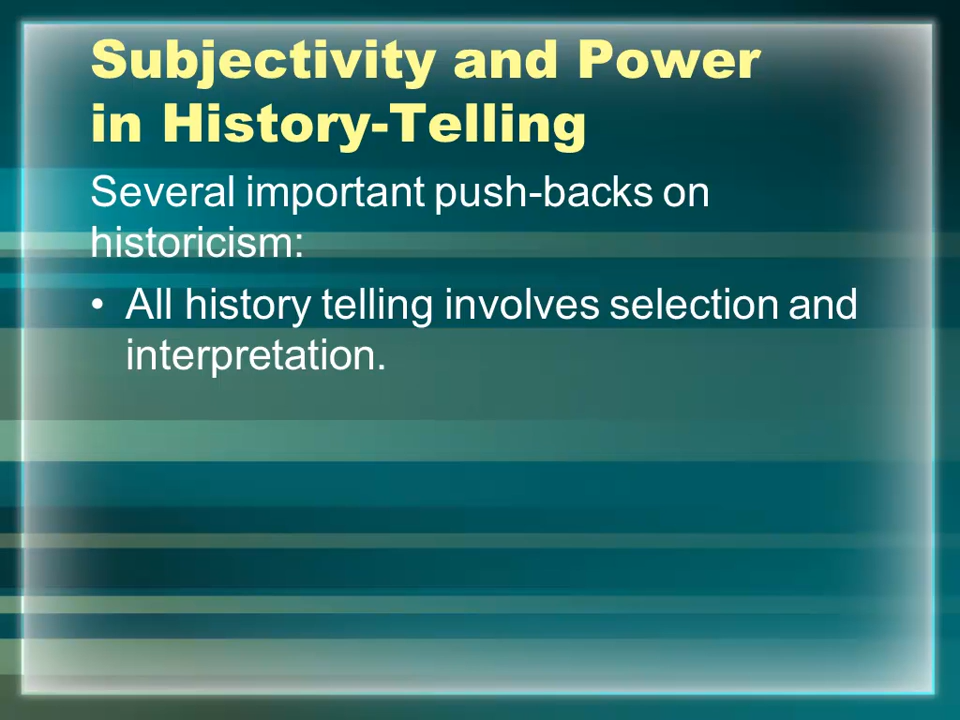 Subjectivity and Power
in History-Telling
Several important push-backs on
historicism:
• All history telling involves selection and
interpretation.